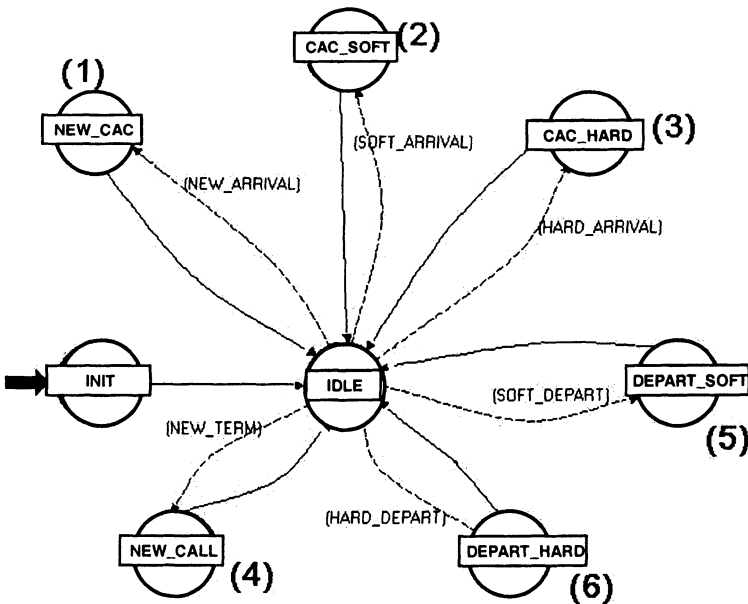 CAC_SOFT
(2)
(1)
NEW_CAC
CAC_HARD
(3)
(SOFT_ARRIVAL)
(NEW_ARRIVAL)
(HARD_ARRIVAL)
INIT
IDLE
DEPART_SOFT
(SOFT_DEPART)
(NEW_TERM)
(5)
(HARD_DEPART)
NEW_CALL
(4)
DEPART_HARD
(6)